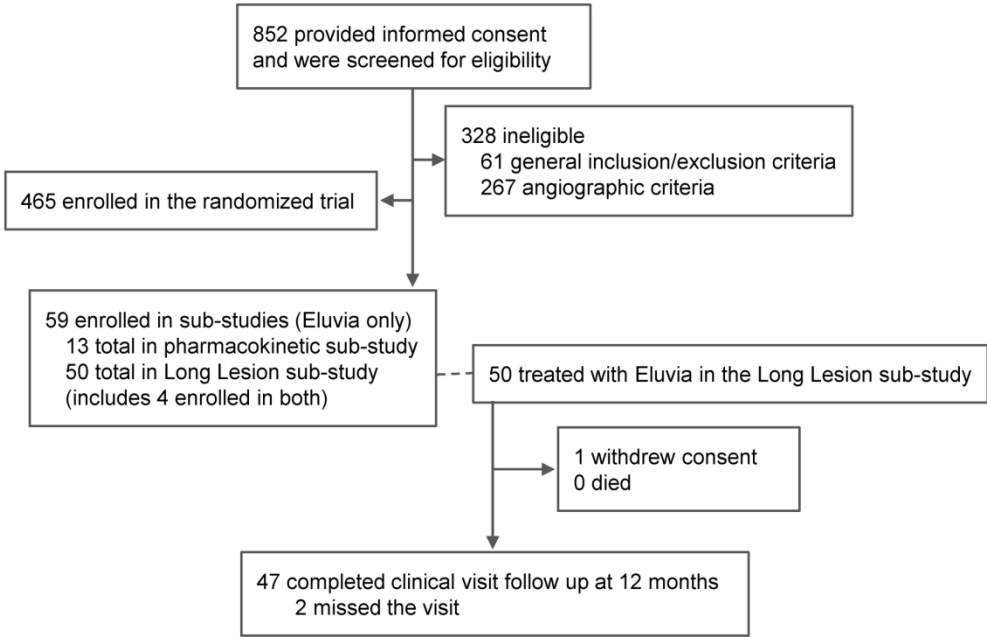 852 provided informed consent
and were screened for eligibility
328 ineligible
61 general inclusion/exclusion criteria
267 angiographic criteria
465 enrolled in the randomized trial
59 enrolled in sub-studies (Eluvia only)
13 total in pharmacokinetic sub-study
50 total in Long Lesion sub-study
(includes 4 enrolled in both)
50 treated with Eluvia in the Long Lesion sub-study
1 withdrew consent
0 died
47 completed clinical visit follow up at 12 months
2 missed the visit